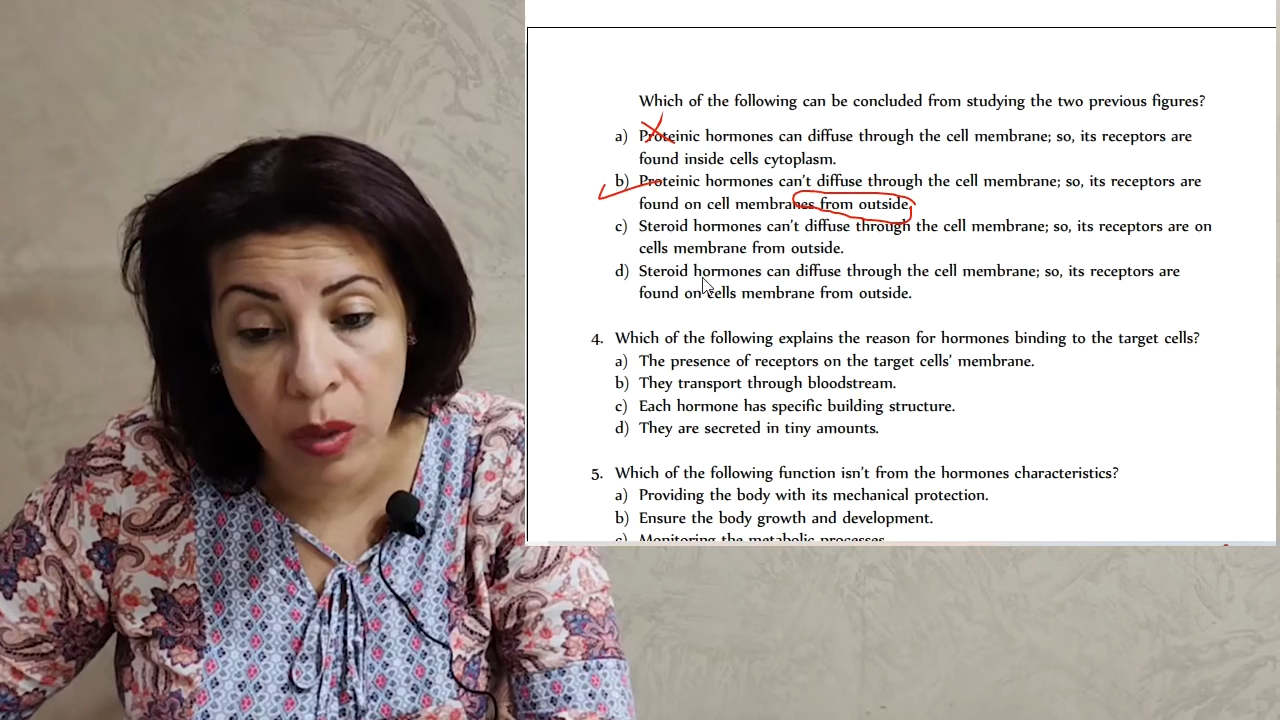 Which of the following can be concluded from studying the two previous figures?
a) Proteinic hormones can diffuse through the cell membrane; so, its receptors are
found inside cells cytoplasm.
b) Proteinic hormones can't diffuse through the cell membrane; so, its receptors are
found on cell membranes from outside.
c) Steroid hormones can't diffuse through the cell membrane; so, its receptors are on
cells membrane from outside.
d) Steroid hormones can diffuse through the cell membrane; so, its receptors are
found on cells membrane from outside.
4. Which of the following explains the reason for hormones binding to the target cells?
a) The presence of receptors on the target cells' membrane.
b) They transport through bloodstream.
c) Each hormone has specific building structure.
d) They are secreted in tiny amounts.
5. Which of the following function isn't from the hormones characteristics?
a) Providing the body with its mechanical protection.
b) Ensure the body growth and development.
c) Monitoring the metabolic processes.